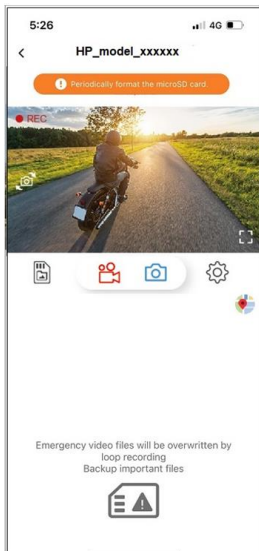 5:26
4G
HP_model_xxxxxx
Periodically format the microSD card.
REC
Emergency video files will be overwritten by
loop recording
Backup important files